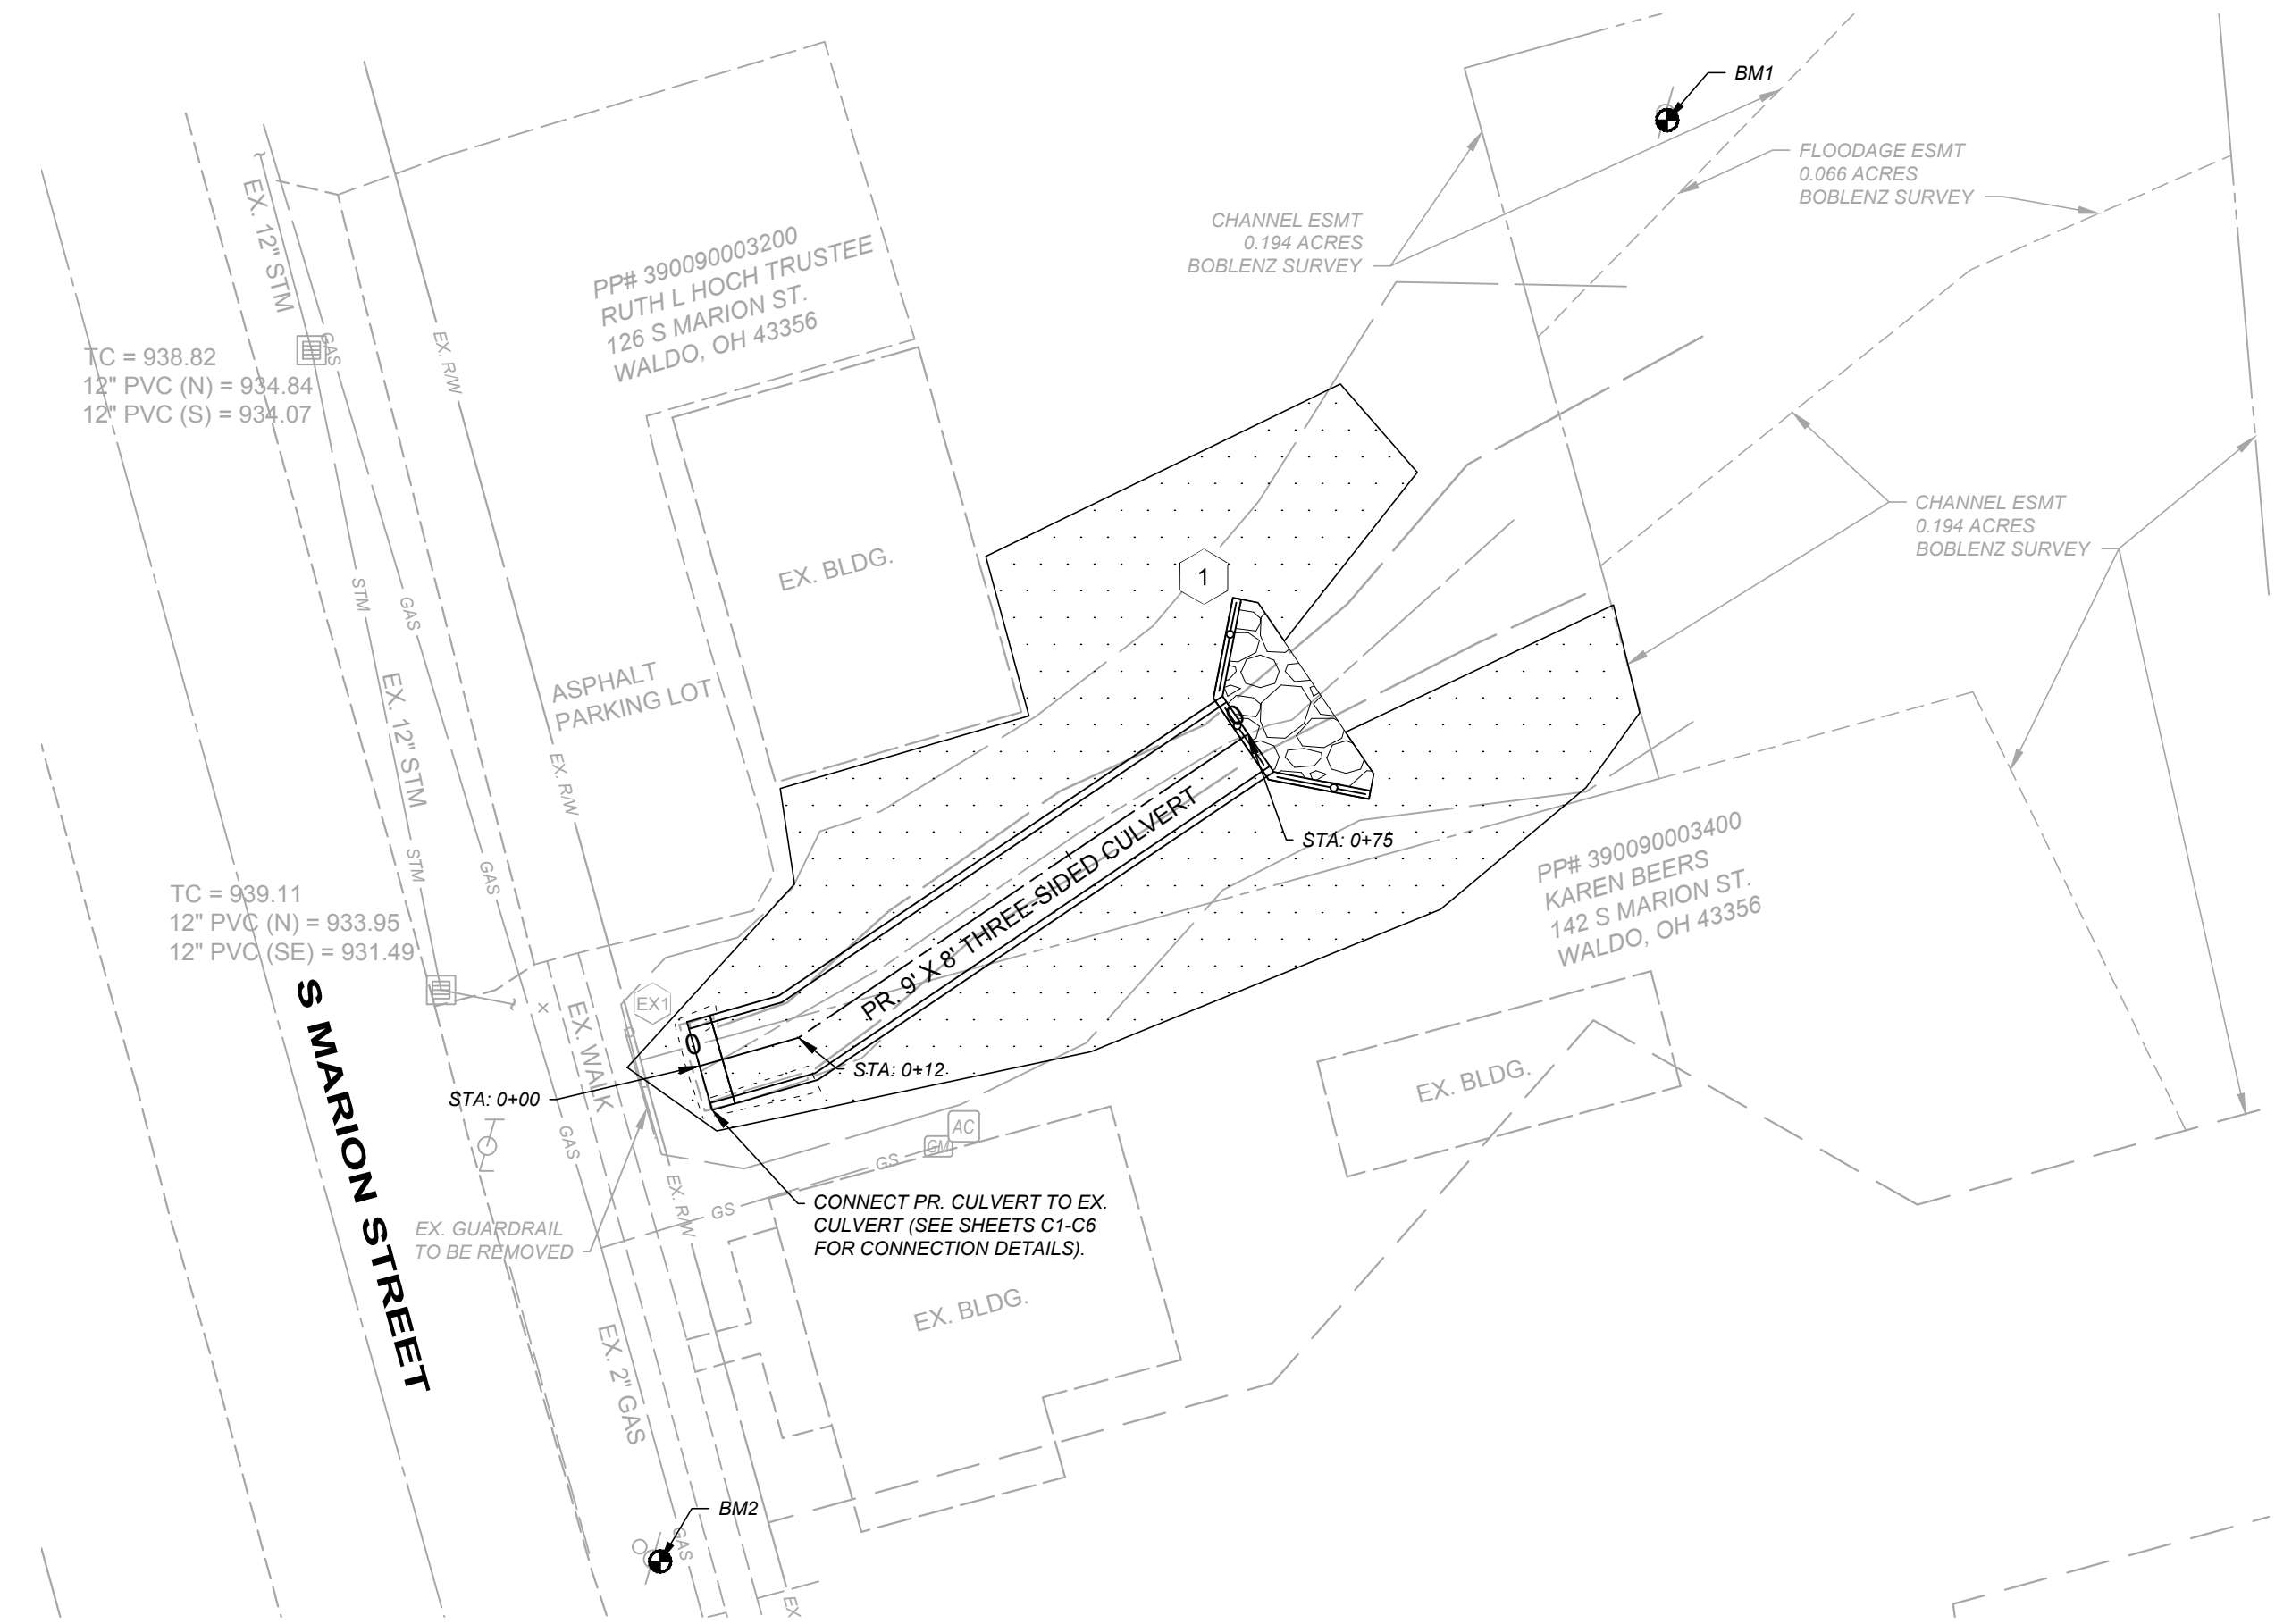 BM1
FLOODAGE ESMT
0.066 ACRES
BOBLENZ SURVEY
CHANNEL ESMT
0.194 ACRES
BOBLENZ SURVEY
EX. 12" STM
GAS
EX. R/W
PP# 390090003200
RUTH L HOCH TRUSTEE
126 S MARION ST.
WALDO, OH 43356
TC = 938.82
12" PVC (N) = 934.84
12" PVC (S) = 934.07
CHANNEL ESMT
0.194 ACRES
BOBLENZ SURVEY
EX. BLDG.
1
STM
GAS
ASPHALT
PARKING LOT
EX. 12" STM
EX. R/W
0
STA: 0+75
PR. 9' X 8' THREE-SIDED CULVERT
PP# 390090003400
KAREN BEERS
142 S MARION ST.
WALDO, OH 43356
STM
GAS
TC = 939.11
12" PVC (N) = 933.95
12" PVC (SE) = 931.49
S MARION STREET
X
EX. WALK
EX1
0
STA: 0+12
STA: 0+00
GAS
AC
GM
GS
EX. BLDG.
EX. R/W
GS
CONNECT PR. CULVERT TO EX.
CULVERT (SEE SHEETS C1-C6
FOR CONNECTION DETAILS).
EX. GUARDRAIL
TO BE REMOVED
EX. BLDG.
EX. 2" GAS
BM2
GAS
EX